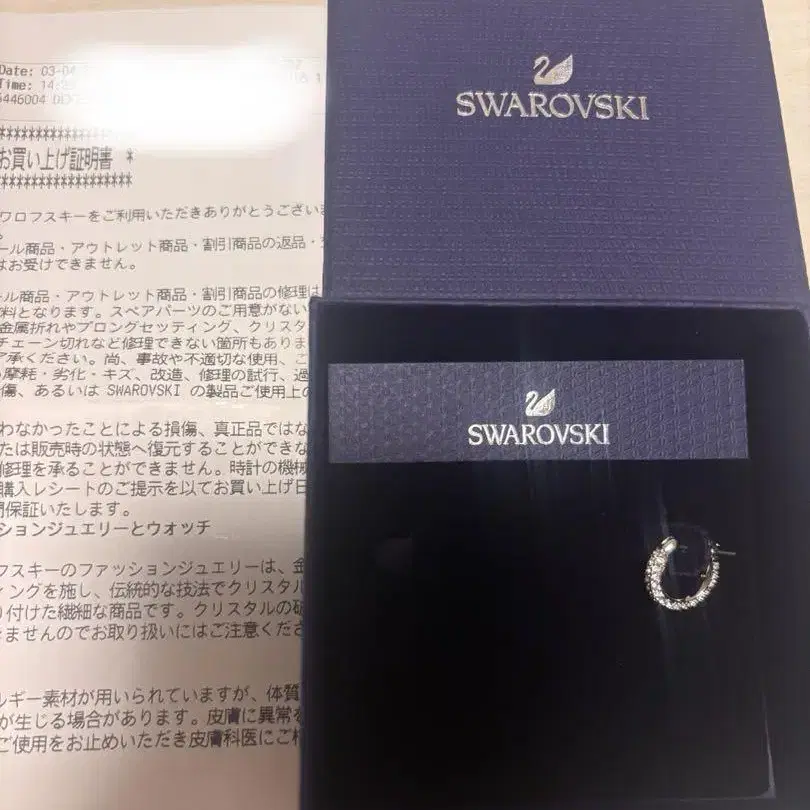 Date: 03-04
Time: 14:
6446004
*******************
お買い上げ証明書 *
*******************
ワロフスキーをご利用いただきありがとうござい
。
ール商品・アウトレット商品・割引商品の返品・
はお受けできません。
ール商品・アウトレット商品・割引商品の修理は
料となります。スペアパーツのご用意がない
金属折れやプロングセッティング、クリスタ
チェーン切れなど修理できない箇所もありま
了承ください。尚、事故や不適切な使用、
摩耗・劣化・キズ、改造、修理の試行、過
傷、あるいは SWAROVSKI の製品ご使用上の
わなかったことによる損傷、真正品ではな
たは販売時の状態へ復元することができな
修理を承ることができません。時計の機械
購入レシートのご提示を以てお買い上げ日
間保証いたします。
ションジュエリーとウォッチ
フスキーのファッションジュエリーは、金
ィングを施し、伝統的な技法でクリスタル
り付けた繊細な商品です。クリスタルの破
きませんのでお取り扱いにはご注意くださ
ルギー素材が用いられていますが、体質
が生じる場合があります。皮膚に異常を
ご使用をお止めいただき皮膚科医にご相
SWAROVSKI
SWAROVSKI